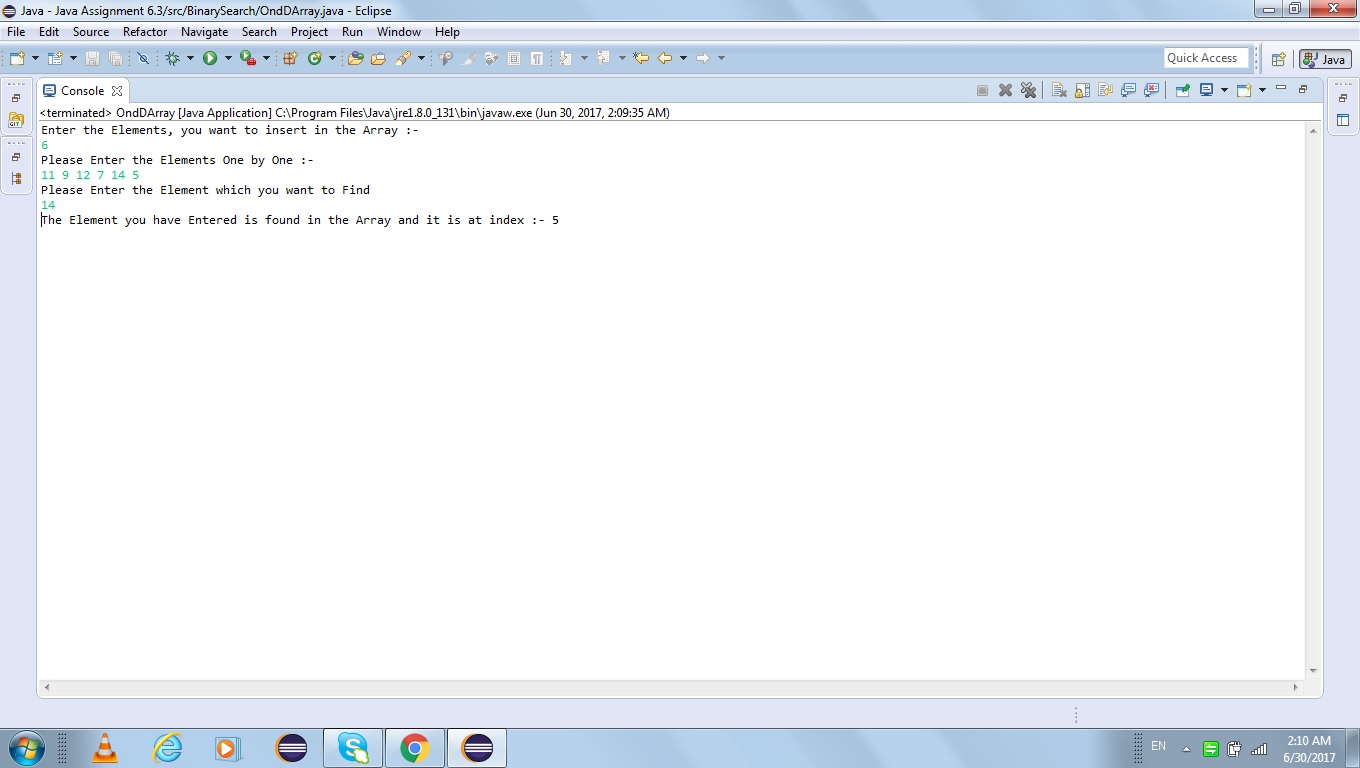 Java - Java Assignment 6.3/src/BinarySearch/OndDArray.java - Eclipse
File Edit Source Refactor Navigate Search Project Run Window Help
Quick Access
Java
Console
<terminated> OndDArray [Java Application] C:\Program Files\Java\jre1.8.0_131\bin\javaw.exe (Jun 30, 2017, 2:09:35 AM)
Enter the Elements, you want to insert in the Array :-
6
Please Enter the Elements One by One :-
11 9 12 7 14 5
Please Enter the Element which you want to Find
14
The Element you have Entered is found in the Array and it is at index :- 5
GIT
EN
2:10 AM
6/30/2017